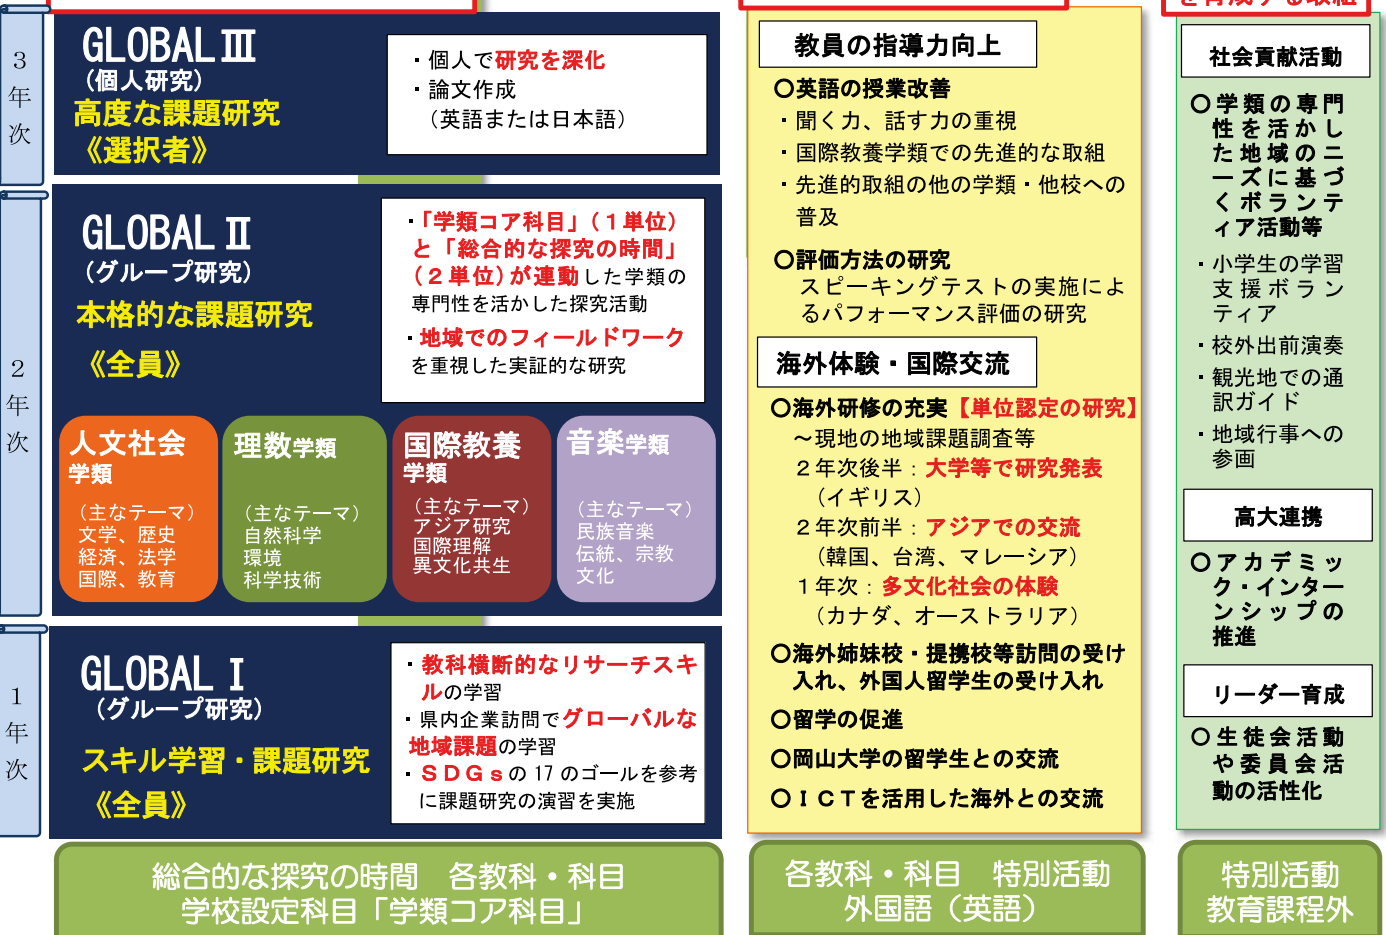 を育成する取組
3
年
次
GLOBAL Ⅲ
（個人研究）
高度な課題研究
《選択者》
・個人で研究を深化
・論文作成
（英語または日本語）
2
年
次
GLOBAL Ⅱ
（グループ研究）
本格的な課題研究
《全員》
・「学類コア科目」（１単位）
と「総合的な探究の時間」
（２単位）が連動した学類の
専門性を活かした探究活動
・地域でのフィールドワーク
を重視した実証的な研究
人文社会
学類
（主なテーマ）
文学、歴史
経済、法学
国際、教育
理数学類
（主なテーマ）
自然科学
環境
科学技術
国際教養
学類
（主なテーマ）
アジア研究
国際理解
異文化共生
音楽学類
（主なテーマ）
民族音楽
伝統、宗教
文化
1
年
次
GLOBAL Ⅰ
（グループ研究）
スキル学習・課題研究
《全員》
・教科横断的なリサーチスキ
ルの学習
・県内企業訪問でグローバルな
地域課題の学習
・ＳＤＧｓの 17 のゴールを参考
に課題研究の演習を実施
総合的な探究の時間　各教科・科目
学校設定科目「学類コア科目」
教員の指導力向上
〇英語の授業改善
・聞く力、話す力の重視
・国際教養学類での先進的な取組
・先進的取組の他の学類・他校への
普及
〇評価方法の研究
スピーキングテストの実施によ
るパフォーマンス評価の研究
海外体験・国際交流
〇海外研修の充実【単位認定の研究】
～現地の地域課題調査等
２年次後半：大学等で研究発表
（イギリス）
２年次前半：アジアでの交流
（韓国、台湾、マレーシア）
１年次：多文化社会の体験
（カナダ、オーストラリア）
〇海外姉妹校・提携校等訪問の受け
入れ、外国人留学生の受け入れ
〇留学の促進
〇岡山大学の留学生との交流
〇ＩＣＴを活用した海外との交流
各教科・科目　特別活動
外国語（英語）
社会貢献活動
〇学類の専門
性を活かし
た地域のニ
ーズに基づ
くボランテ
ィア活動等
・小学生の学習
支援ボラン
ティア
・校外出前演奏
・観光地での通
訳ガイド
・地域行事への
参画
高大連携
〇アカデミッ
ク・インター
ンシップの
推進
リーダー育成
〇生徒会活動
や委員会活
動の活性化
特別活動
教育課程外